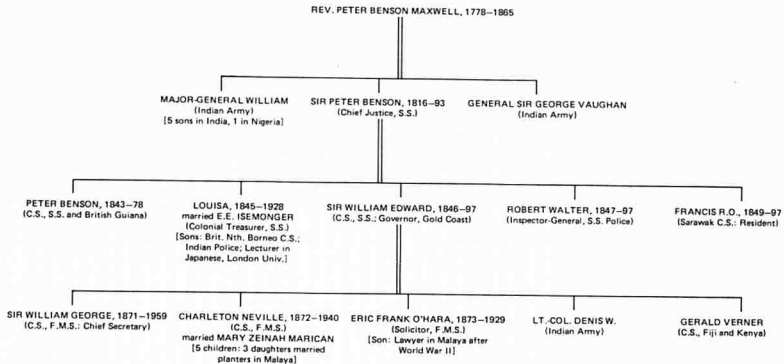 REV. PETER BENSON MAXWELL, 1778–1865
MAJOR-GENERAL WILLIAM
(Indian Army)
[5 sons in India, 1 in Nigeria]
SIR PETER BENSON, 1816–93
(Chief Justice, S.S.)
GENERAL SIR GEORGE VAUGHAN
(Indian Army)
PETER BENSON, 1843–78
(C.S., S.S. and British Guiana)
LOUISA, 1845–1928
married E.E. ISEMONGER
(Colonial Treasurer, S.S.)
[Sons: Brit. Nth. Borneo C.S.;
Indian Police; Lecturer in
Japanese, London Univ.]
SIR WILLIAM EDWARD, 1846–97
(C.S., S.S.; Governor, Gold Coast)
ROBERT WALTER, 1847–97
(Inspector-General, S.S. Police)
FRANCIS R.O., 1849–97
(Sarawak C.S.: Resident)
SIR WILLIAM GEORGE, 1871–1959
(C.S., F.M.S.: Chief Secretary)
CHARLETON NEVILLE, 1872–1940
(C.S., F.M.S.)
married MARY ZEINAH MARICAN
[5 children: 3 daughters married
planters in Malaya]
ERIC FRANK O'HARA, 1873–1929
(Solicitor, F.M.S.)
[Son: Lawyer in Malaya after
World War II]
LT.-COL. DENIS W.
(Indian Army)
GERALD VERNER
(C.S., Fiji and Kenya)